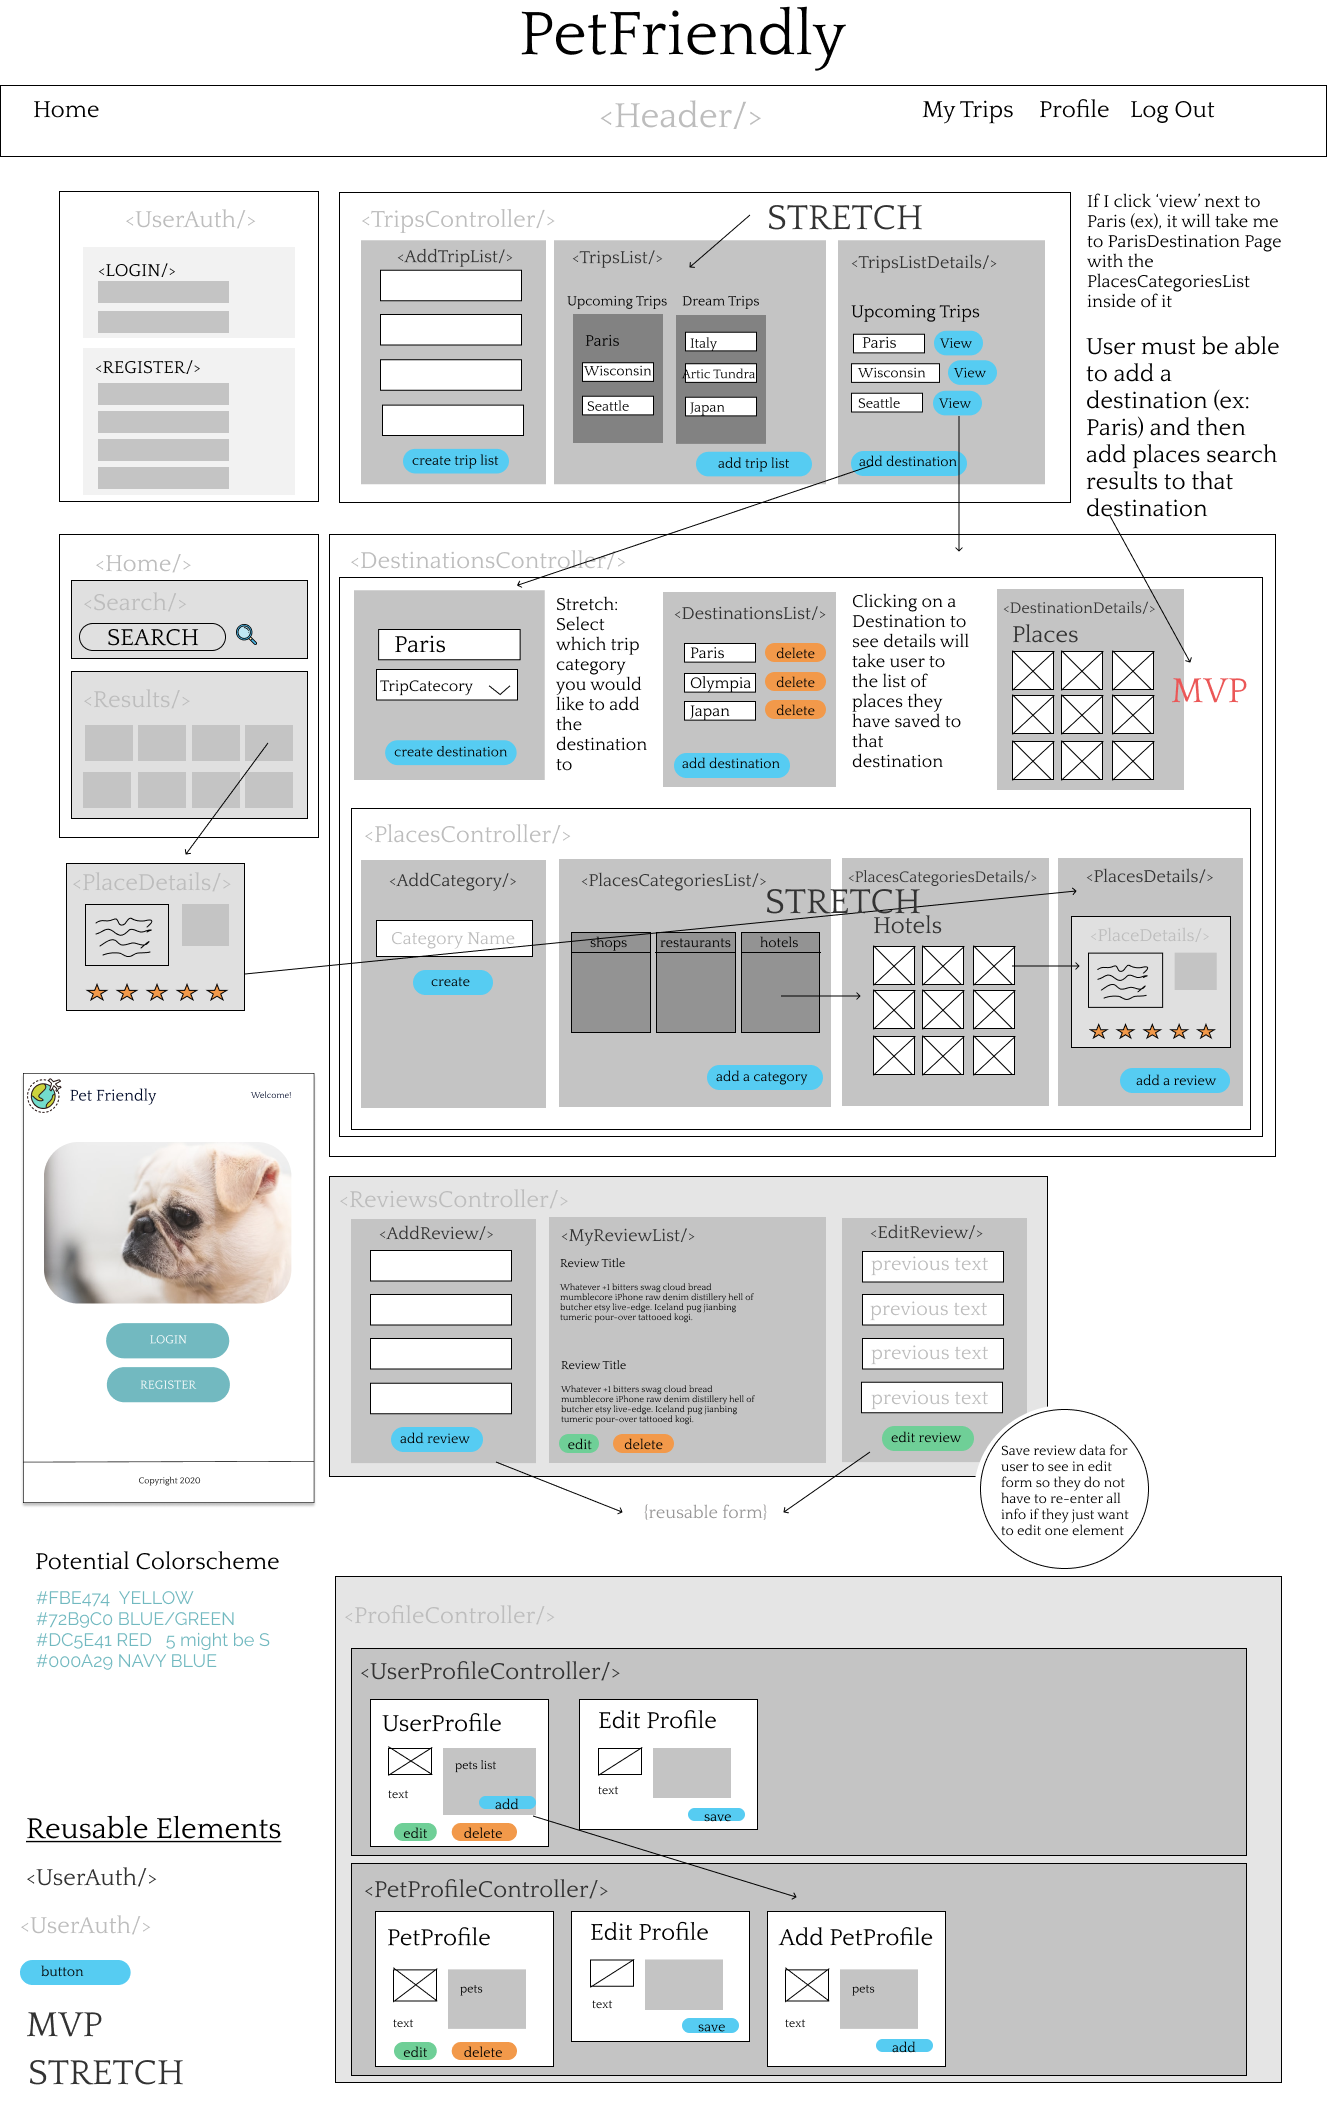 PetFriendly
Home
<Header/>
My Trips
Profile
Log Out
<UserAuth/>
<LOGIN/>
<REGISTER/>
<TripsController/>
STRETCH
<AddTripList/>
create trip list
<TripsList/>
Upcoming Trips
Dream Trips
Paris
Wisconsin
Seattle
Italy
Artic Tundra
Japan
add trip list
<TripsListDetails/>
Upcoming Trips
Paris
View
Wisconsin
View
Seattle
View
add destination
If I click ‘view’ next to
Paris (ex), it will take me
to ParisDestination Page
with the
PlacesCategoriesList
inside of it
User must be able
to add a
destination (ex:
Paris) and then
add places search
results to that
destination
<Home/>
<Search/>
SEARCH
<Results/>
<PlaceDetails/>
<DestinationsController/>
Paris
TripCatecory
create destination
Stretch:
Select
which trip
category
you would
like to add
the
destination
to
<DestinationsList/>
Paris
delete
Olympia
delete
Japan
delete
add destination
Clicking on a
Destination to
see details will
take user to
the list of
places they
have saved to
that
destination
<DestinationDetails/>
Places
MVP
<PlacesController/>
<AddCategory/>
Category Name
create
<PlacesCategoriesList/>
STRETCH
shops
restaurants
hotels
add a category
<PlacesCategoriesDetails/>
Hotels
<PlacesDetails/>
<PlaceDetails/>
add a review
Pet Friendly
Welcome!
LOGIN
REGISTER
Copyright 2020
<ReviewsController/>
<AddReview/>
add review
<MyReviewList/>
Review Title
Whatever +1 bitters swag cloud bread
mumblecore iPhone raw denim distillery hell of
butcher etsy live-edge. Iceland pug jianbing
tumeric pour-over tattooed kogi.
Review Title
Whatever +1 bitters swag cloud bread
mumblecore iPhone raw denim distillery hell of
butcher etsy live-edge. Iceland pug jianbing
tumeric pour-over tattooed kogi.
edit
delete
<EditReview/>
previous text
previous text
previous text
previous text
edit review
Save review data for
user to see in edit
form so they do not
have to re-enter all
info if they just want
to edit one element
(reusable form)
Potential Colorscheme
#FBE474 YELLOW
#72B9C0 BLUE/GREEN
#DC5E41 RED 5 might be S
#000A29 NAVY BLUE
<ProfileController/>
<UserProfileController/>
UserProfile
pets list
text
add
edit
delete
Edit Profile
text
save
<PetProfileController/>
PetProfile
pets
text
edit
delete
Edit Profile
text
save
Add PetProfile
pets
text
add
Reusable Elements
<UserAuth/>
<UserAuth/>
button
MVP
STRETCH